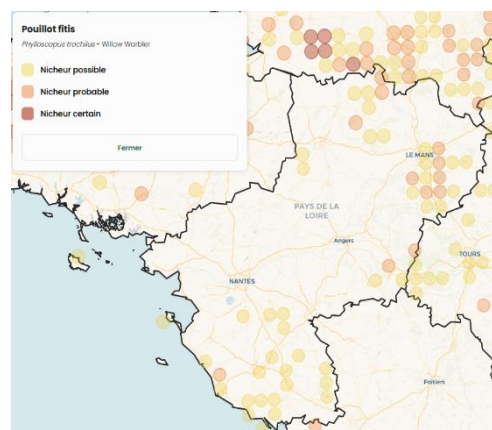 Pouillot fitis
Phylloscopus trochilus - Willow Warbler
Nicheur possible
Nicheur probable
Nicheur certain
Fermer
LE MANS
PAYS DE LA
LOIRE
Angers
TOURS
NANTES
Poitiers